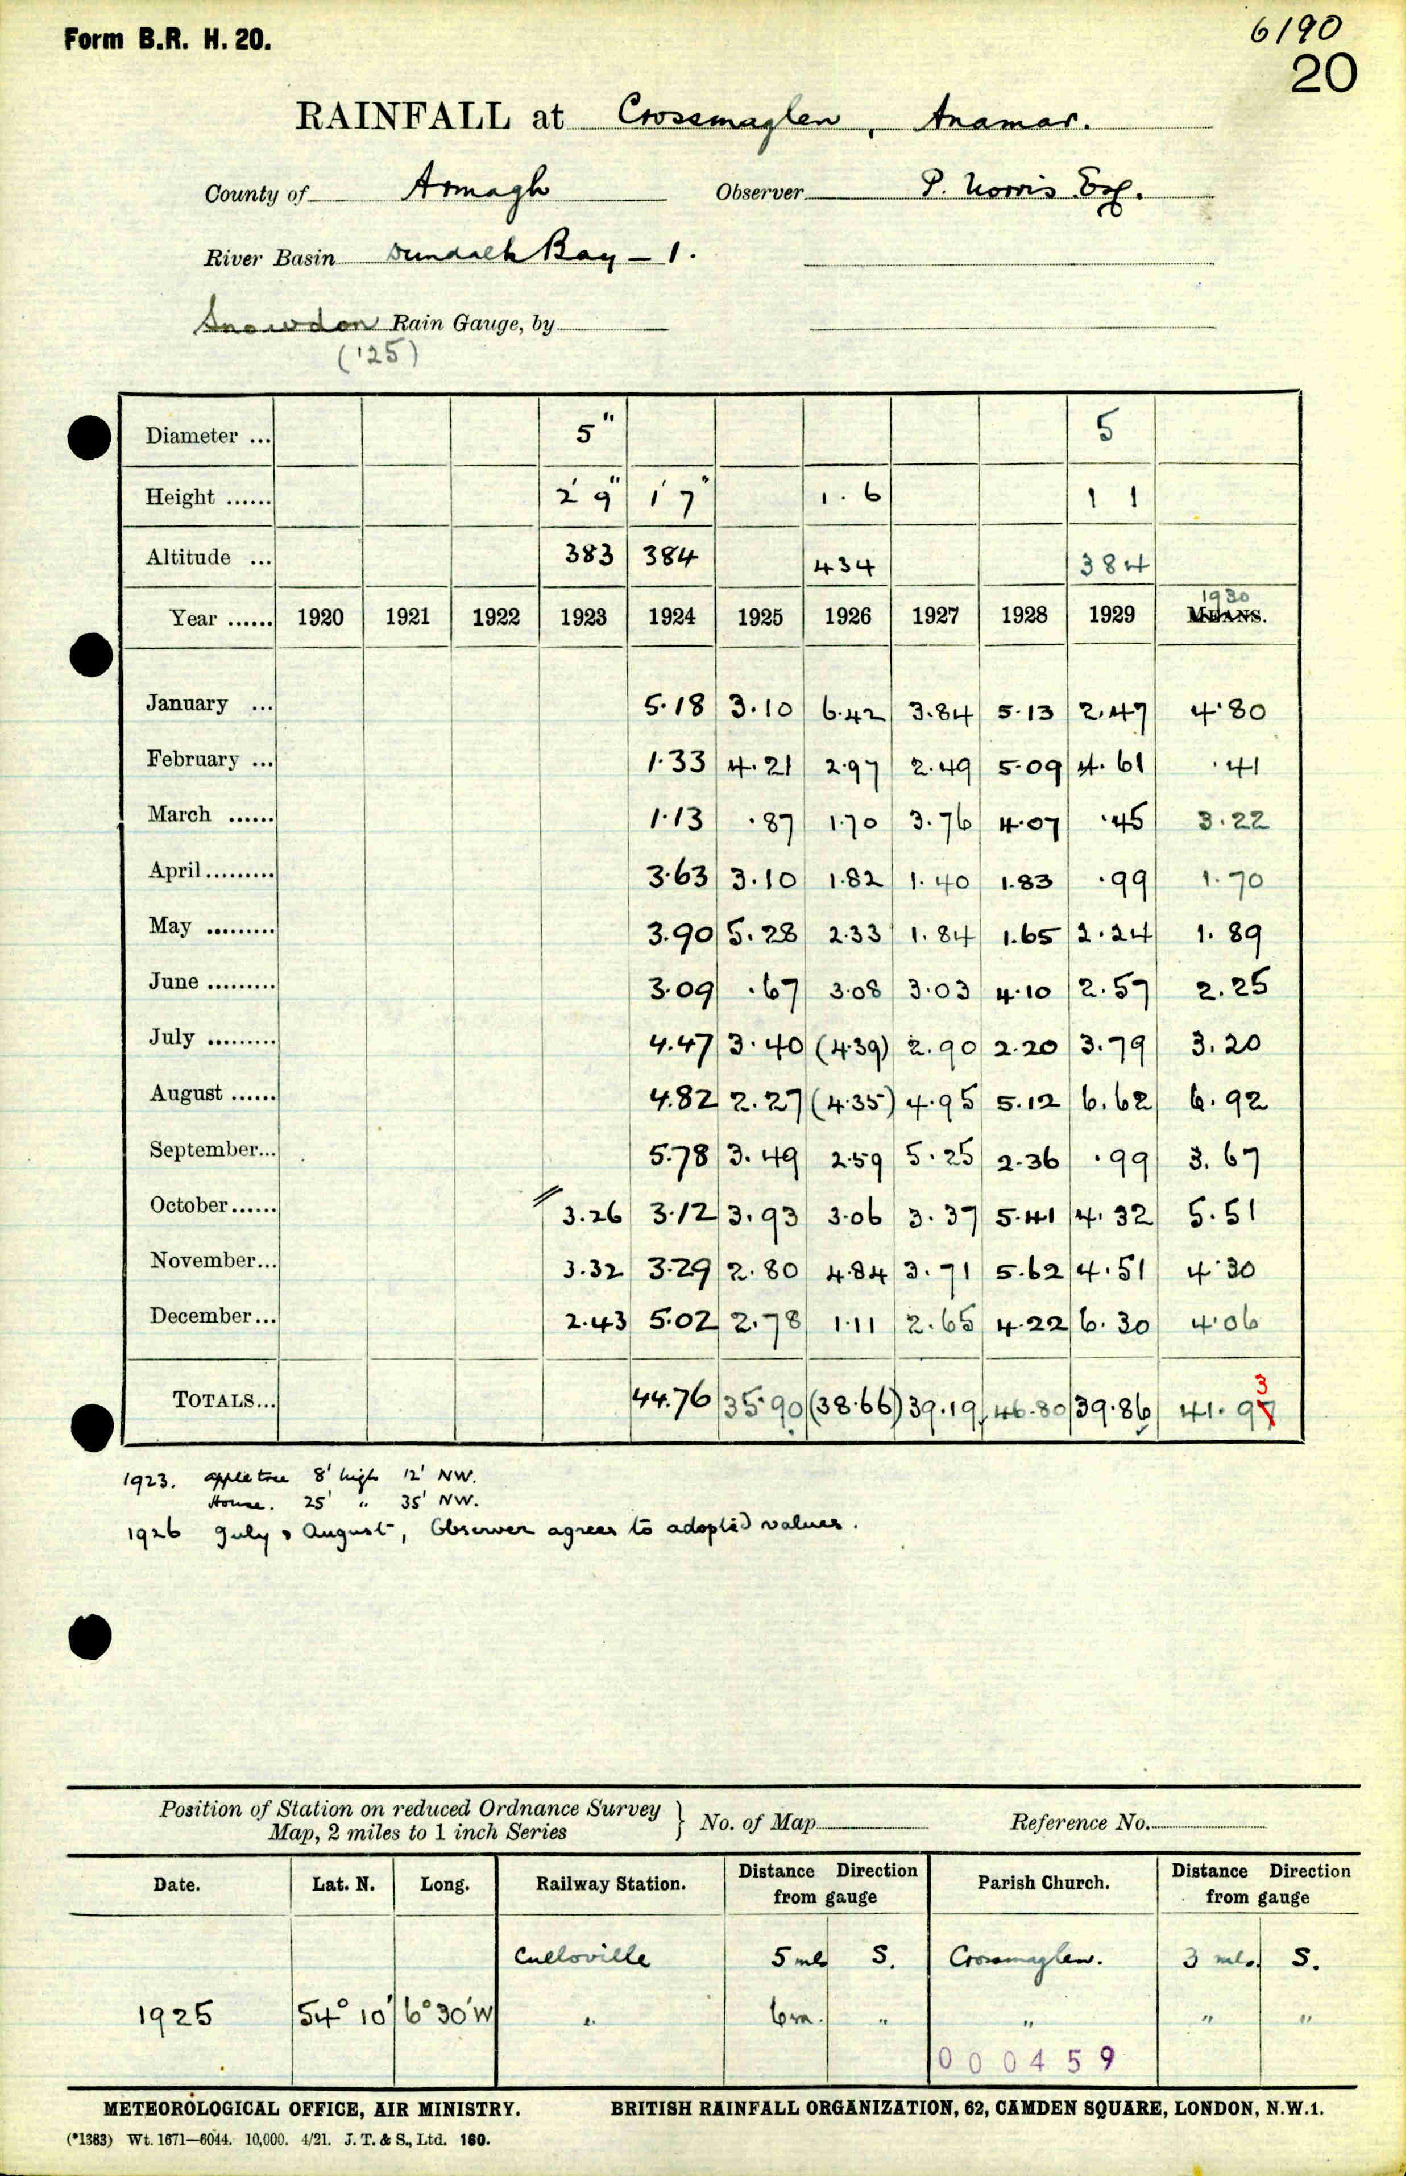 Form B.R. H. 20.
6190
20
RAINFALL at Crossmaglen, Anamar.
County of Armagh Observer P. Norris Esq.
River Basin Dundalk Bay – 1.
Snowdon Rain Gauge, by
('25)
Diameter ... 5" 5
Height ...... 2' 9" 1' 7" 1 . 6 1 1
Altitude ... 383 384 434 384
1930
Year ...... 1920 1921 1922 1923 1924 1925 1926 1927 1928 1929 MEANS.
January ... 5.18 3.10 6.42 3.84 5.13 2.47 4.80
February ... 1.33 4.21 2.97 2.49 5.09 4.61 .41
March ...... 1.13 .87 1.70 3.76 4.07 .45 3.22
April ......... 3.63 3.10 1.82 1.40 1.83 .99 1.70
May ......... 3.90 5.28 2.33 1.84 1.65 2.24 1.89
June ......... 3.09 .67 3.08 3.03 4.10 2.57 2.25
July ......... 4.47 3.40 (4.39) 2.90 2.20 3.79 3.20
August ...... 4.82 2.27 (4.35) 4.95 5.12 6.62 6.92
September... 5.78 3.49 2.59 5.25 2.36 .99 3.67
October ...... 3.26 3.12 3.93 3.06 3.37 5.41 4.32 5.51
November... 3.32 3.29 2.80 4.84 3.71 5.62 4.51 4.30
December... 2.43 5.02 2.78 1.11 2.65 4.22 6.30 4.06
3
TOTALS... 44.76 35.90 (38.66) 39.19 46.80 39.86 41.97
1923. apple tree 8' high 12' NW.
House. 25' " 35' NW.
1926 July & August, Observer agrees to adopted values.
Position of Station on reduced Ordnance Survey
Map, 2 miles to 1 inch Series } No. of Map Reference No.
Date. Lat. N. Long. Railway Station. Distance Direction from gauge Parish Church. Distance Direction from gauge
Culloville 5 mls S. Crossmaglen. 3 mls. S.
1925 54° 10' 6° 30' W " 6 m. " " " "
000459
METEOROLOGICAL OFFICE, AIR MINISTRY. BRITISH RAINFALL ORGANIZATION, 62, CAMDEN SQUARE, LONDON, N.W.1.
(*1383) Wt. 1671—6044. 10,000. 4/21. J. T. & S., Ltd. 160.